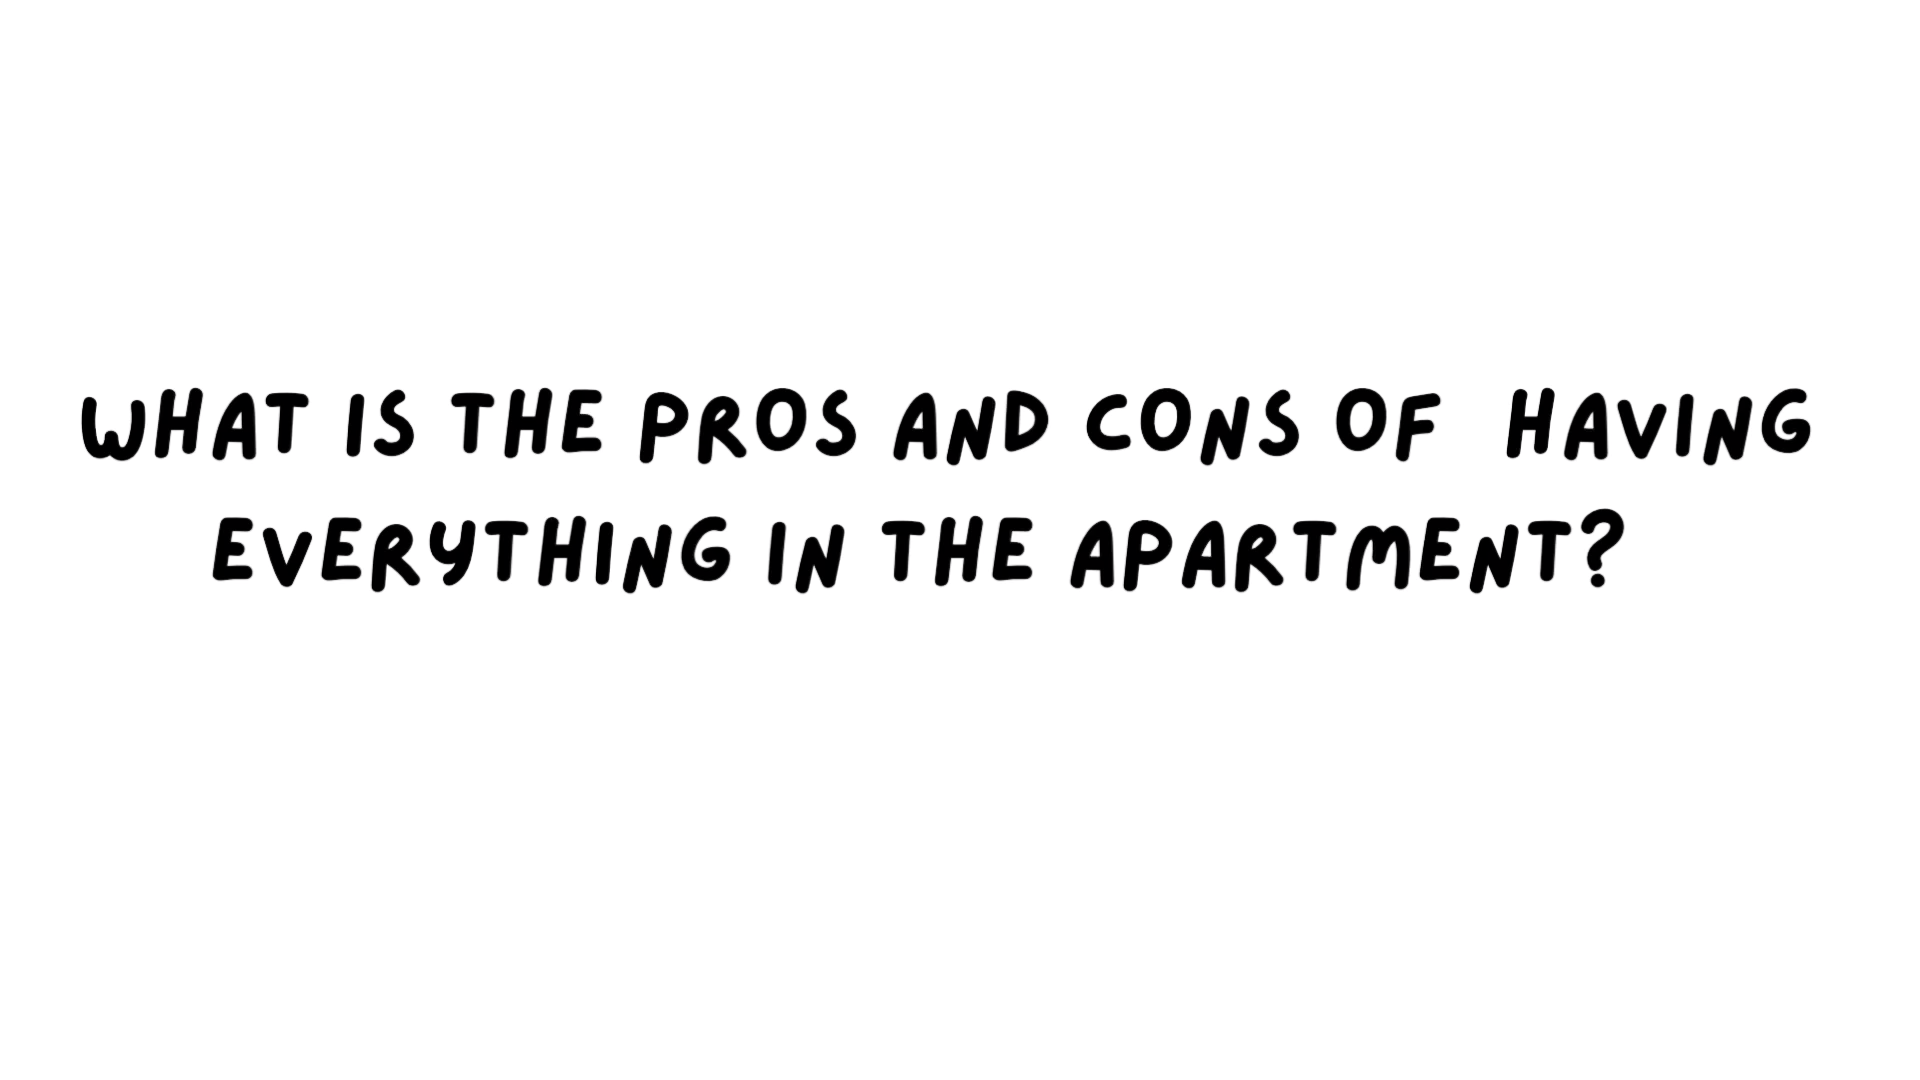 WHAT IS THE PROS AND CONS OF HAVING
EVERYTHING IN THE APARTMENT?